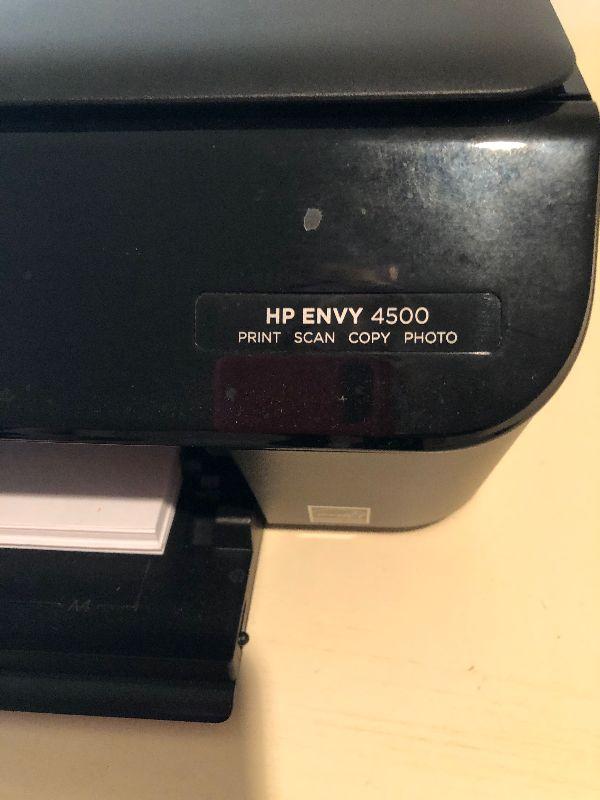 HP ENVY 4500
PRINT SCAN COPY PHOTO